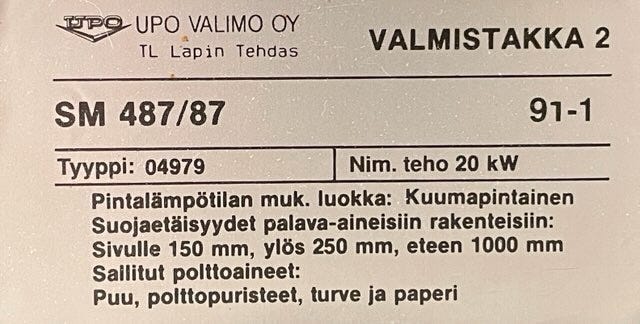 UPO UPO VALIMO OY
TL Lapin Tehdas
VALMISTAKKA 2
SM 487/87 91-1
Tyyppi: 04979 Nim. teho 20 kW
Pintalämpötilan muk. luokka: Kuumapintainen
Suojaetäisyydet palava-aineisiin rakenteisiin:
Sivulle 150 mm, ylös 250 mm, eteen 1000 mm
Sallitut polttoaineet:
Puu, polttopuristeet, turve ja paperi